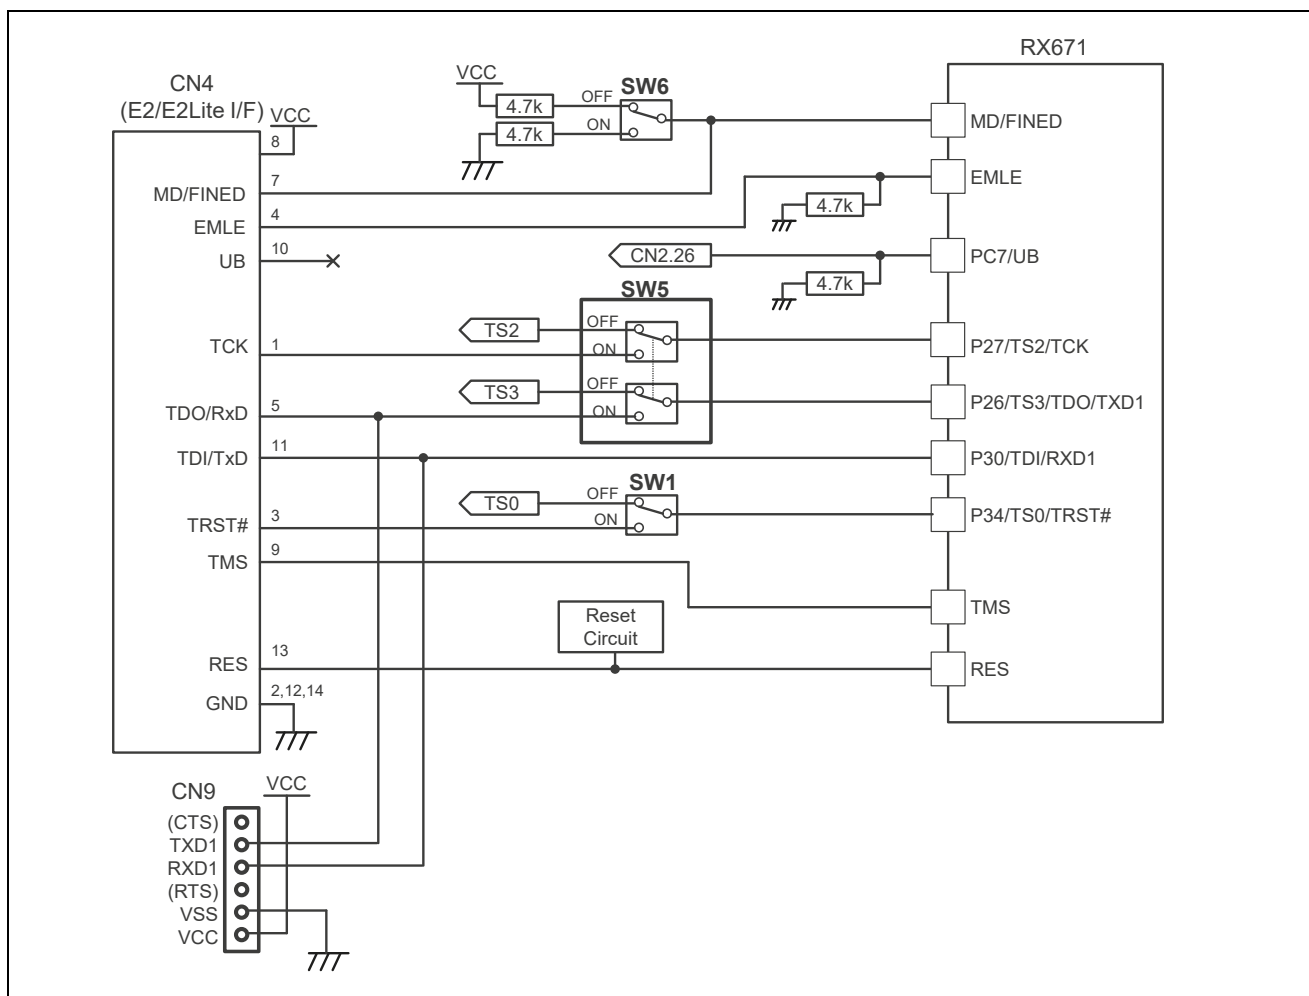 RX671
CN4
(E2/E2Lite I/F)
VCC
8
MD/FINED
7
EMLE
4
UB
10
TCK
1
TDO/RxD
5
TDI/TxD
11
TRST#
3
TMS
9
RES
13
GND
2,12,14
VCC
4.7k
4.7k
OFF
ON
SW6
MD/FINED
EMLE
4.7k
CN2.26
PC7/UB
4.7k
SW5
TS2
OFF
ON
P27/TS2/TCK
TS3
OFF
ON
P26/TS3/TDO/TXD1
P30/TDI/RXD1
SW1
TS0
OFF
ON
P34/TS0/TRST#
TMS
Reset
Circuit
RES
CN9
VCC
(CTS)
TXD1
RXD1
(RTS)
VSS
VCC